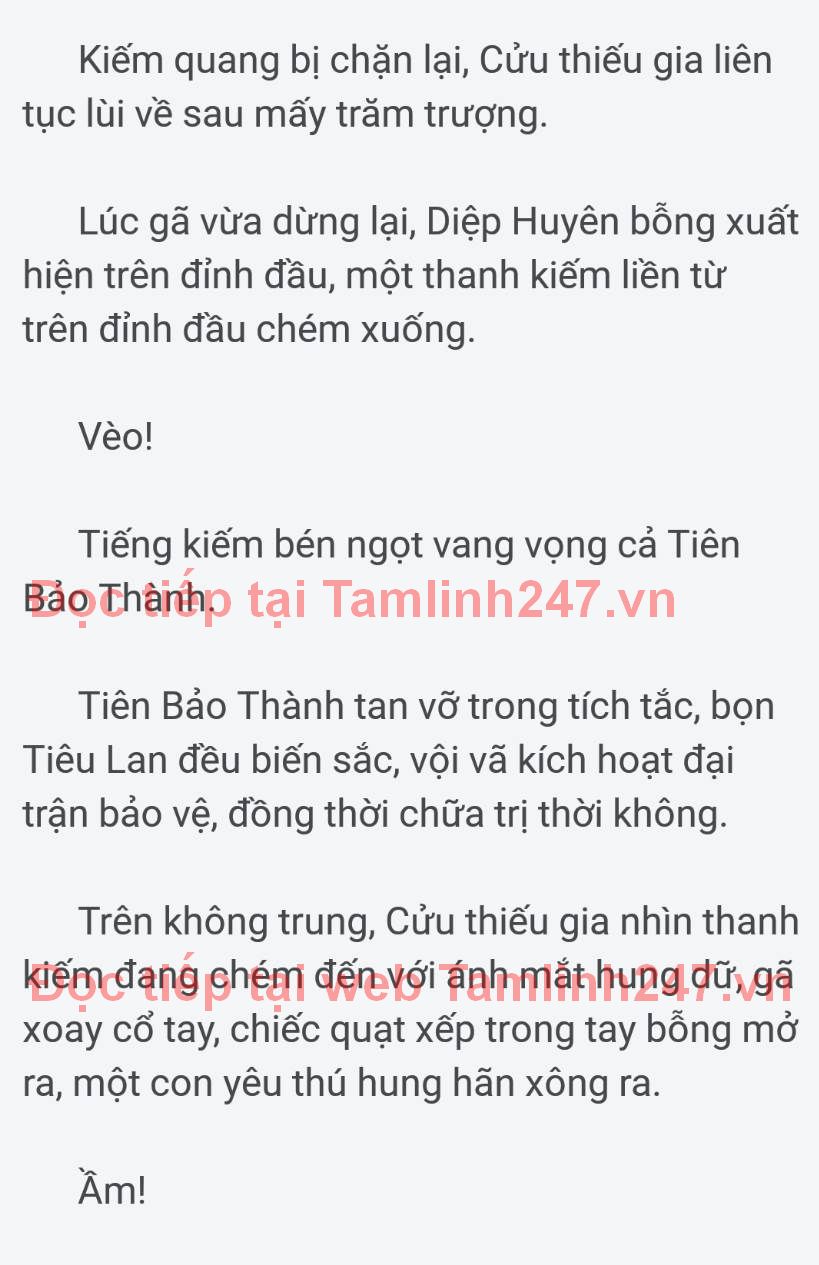 Kiếm quang bị chặn lại, Cửu thiếu gia liên
tục lùi về sau mấy trăm trượng.
Lúc gã vừa dừng lại, Diệp Huyên bỗng xuất
hiện trên đỉnh đầu, một thanh kiếm liền từ
trên đỉnh đầu chém xuống.
Vèo!
Tiếng kiếm bén ngọt vang vọng cả Tiên
Bảo Thành.
Đọc tiếp tại Tamlinh247.vn
Tiên Bảo Thành tan vỡ trong tích tắc, bọn
Tiêu Lan đều biến sắc, vội vã kích hoạt đại
trận bảo vệ, đồng thời chữa trị thời không.
Trên không trung, Cửu thiếu gia nhìn thanh
kiếm đang chém đến với ánh mắt hung dữ, gã
Đọc tiếp tại web Tamlinh247.vn
xoay cổ tay, chiếc quạt xếp trong tay bỗng mở
ra, một con yêu thú hung hãn xông ra.
Ầm!